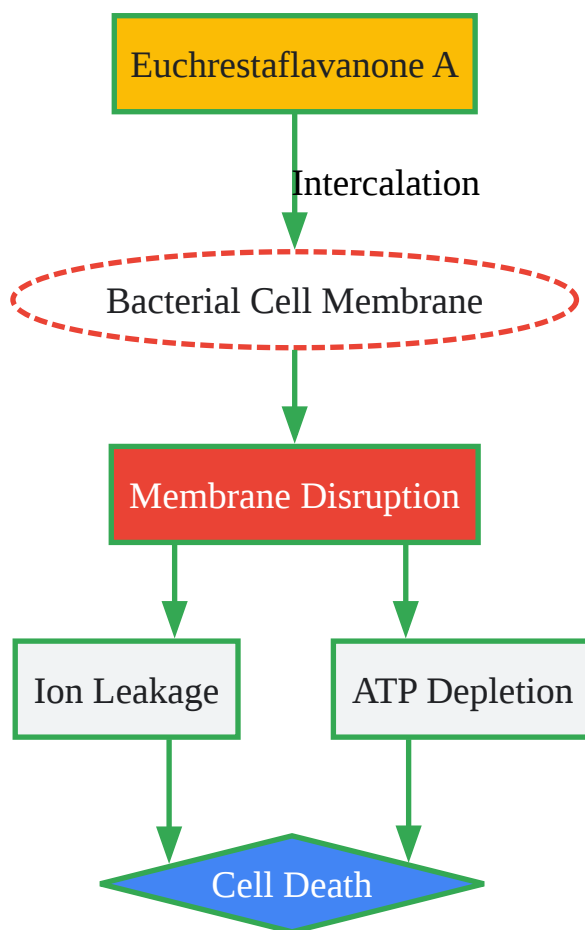 Euchrestaflavanone A
Intercalation
Bacterial Cell Membrane
Membrane Disruption
Ion Leakage
ATP Depletion
Cell Death